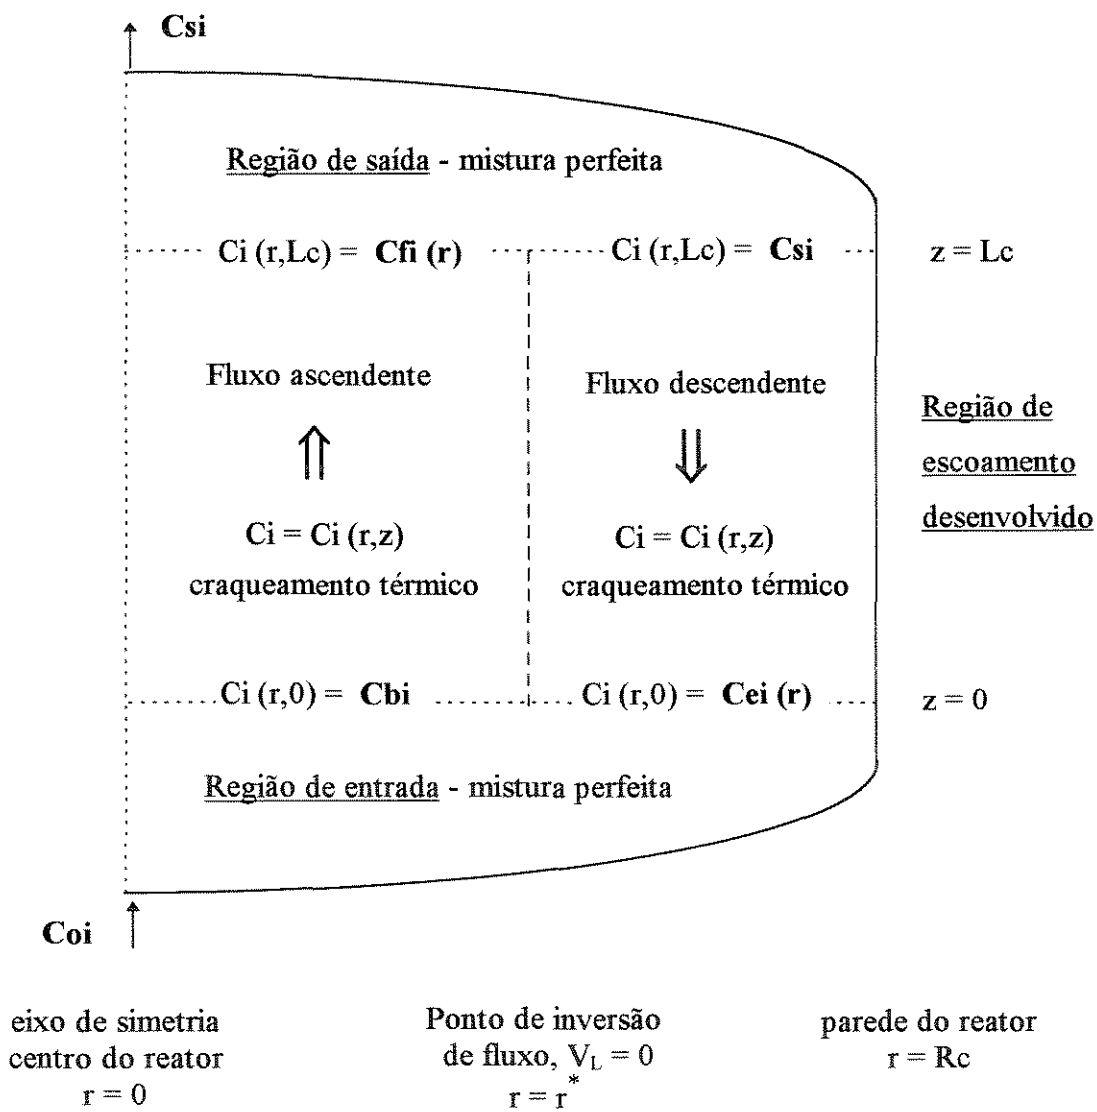 Csi
Região de saída - mistura perfeita
Ci (r,Lc) = Cfi (r)
Ci (r,Lc) = Csi
z = Lc
Fluxo ascendente
Fluxo descendente
Região de
escoamento
desenvolvido
Ci = Ci (r,z)
craqueamento térmico
Ci = Ci (r,z)
craqueamento térmico
Ci (r,0) = Cbi
Ci (r,0) = Cei (r)
z = 0
Região de entrada - mistura perfeita
Coi
eixo de simetria
centro do reator
r = 0
Ponto de inversão
de fluxo, V_L = 0
r = r*
parede do reator
r = Rc